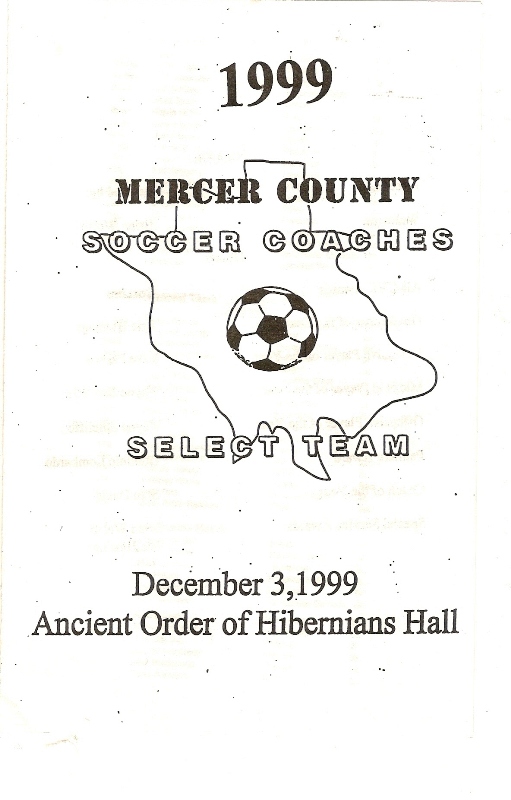 1999
MERCER COUNTY
SOCCER COACHES
SELECT TEAM
December 3,1999
Ancient Order of Hibernians Hall